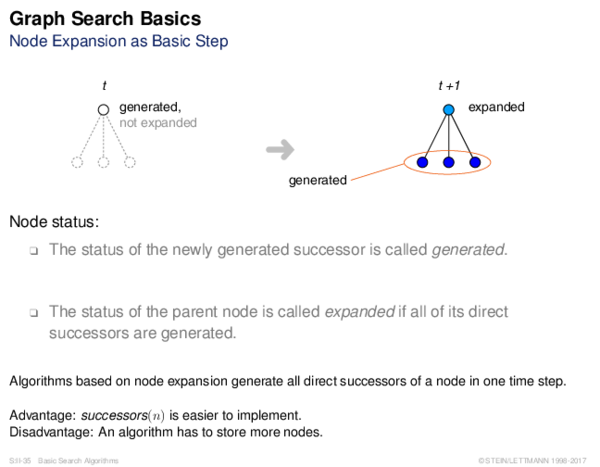 Graph Search Basics
Node Expansion as Basic Step
t
t +1
generated,
not expanded
expanded
generated
Node status:
❑ The status of the newly generated successor is called generated.
❑ The status of the parent node is called expanded if all of its direct
successors are generated.
Algorithms based on node expansion generate all direct successors of a node in one time step.
Advantage: successors(n) is easier to implement.
Disadvantage: An algorithm has to store more nodes.
S:II-35 Basic Search Algorithms
©STEIN/LETTMANN 1998-2017